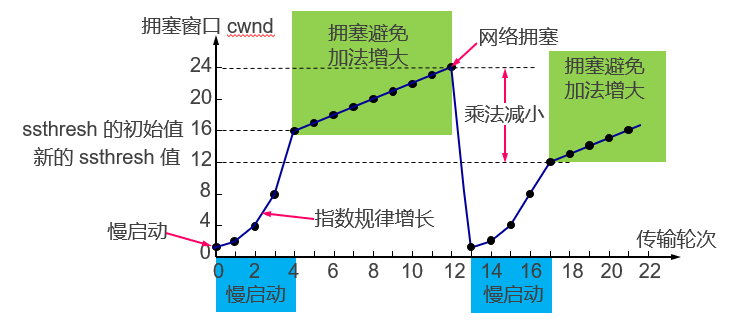 拥塞窗口 cwnd
拥塞避免
加法增大
网络拥塞
拥塞避免
加法增大
24
20
乘法减小
ssthresh 的初始值 16
新的 ssthresh 值 12
8
4
指数规律增长
慢启动
传输轮次
0
0 2 4 6 8 10 12 14 16 18 20 22
慢启动
慢启动